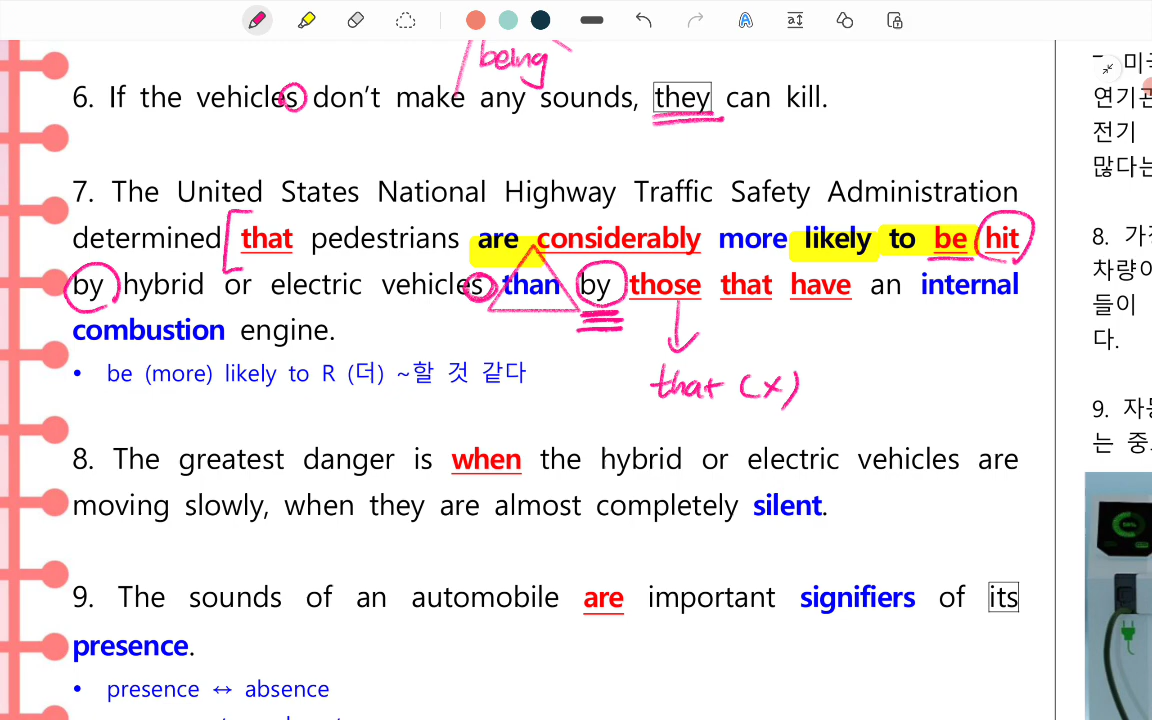 being
6. If the vehicles don't make any sounds, they can kill.
7. The United States National Highway Traffic Safety Administration
determined that pedestrians are considerably more likely to be hit
by hybrid or electric vehicles than by those that have an internal
combustion engine.
• be (more) likely to R (더) ~할 것 같다
that (X)
8. The greatest danger is when the hybrid or electric vehicles are
moving slowly, when they are almost completely silent.
9. The sounds of an automobile are important signifiers of its
presence.
• presence ↔ absence
연기관
전기
많다는
8. 가장
차량이
들이
다.
9. 자동
는 중